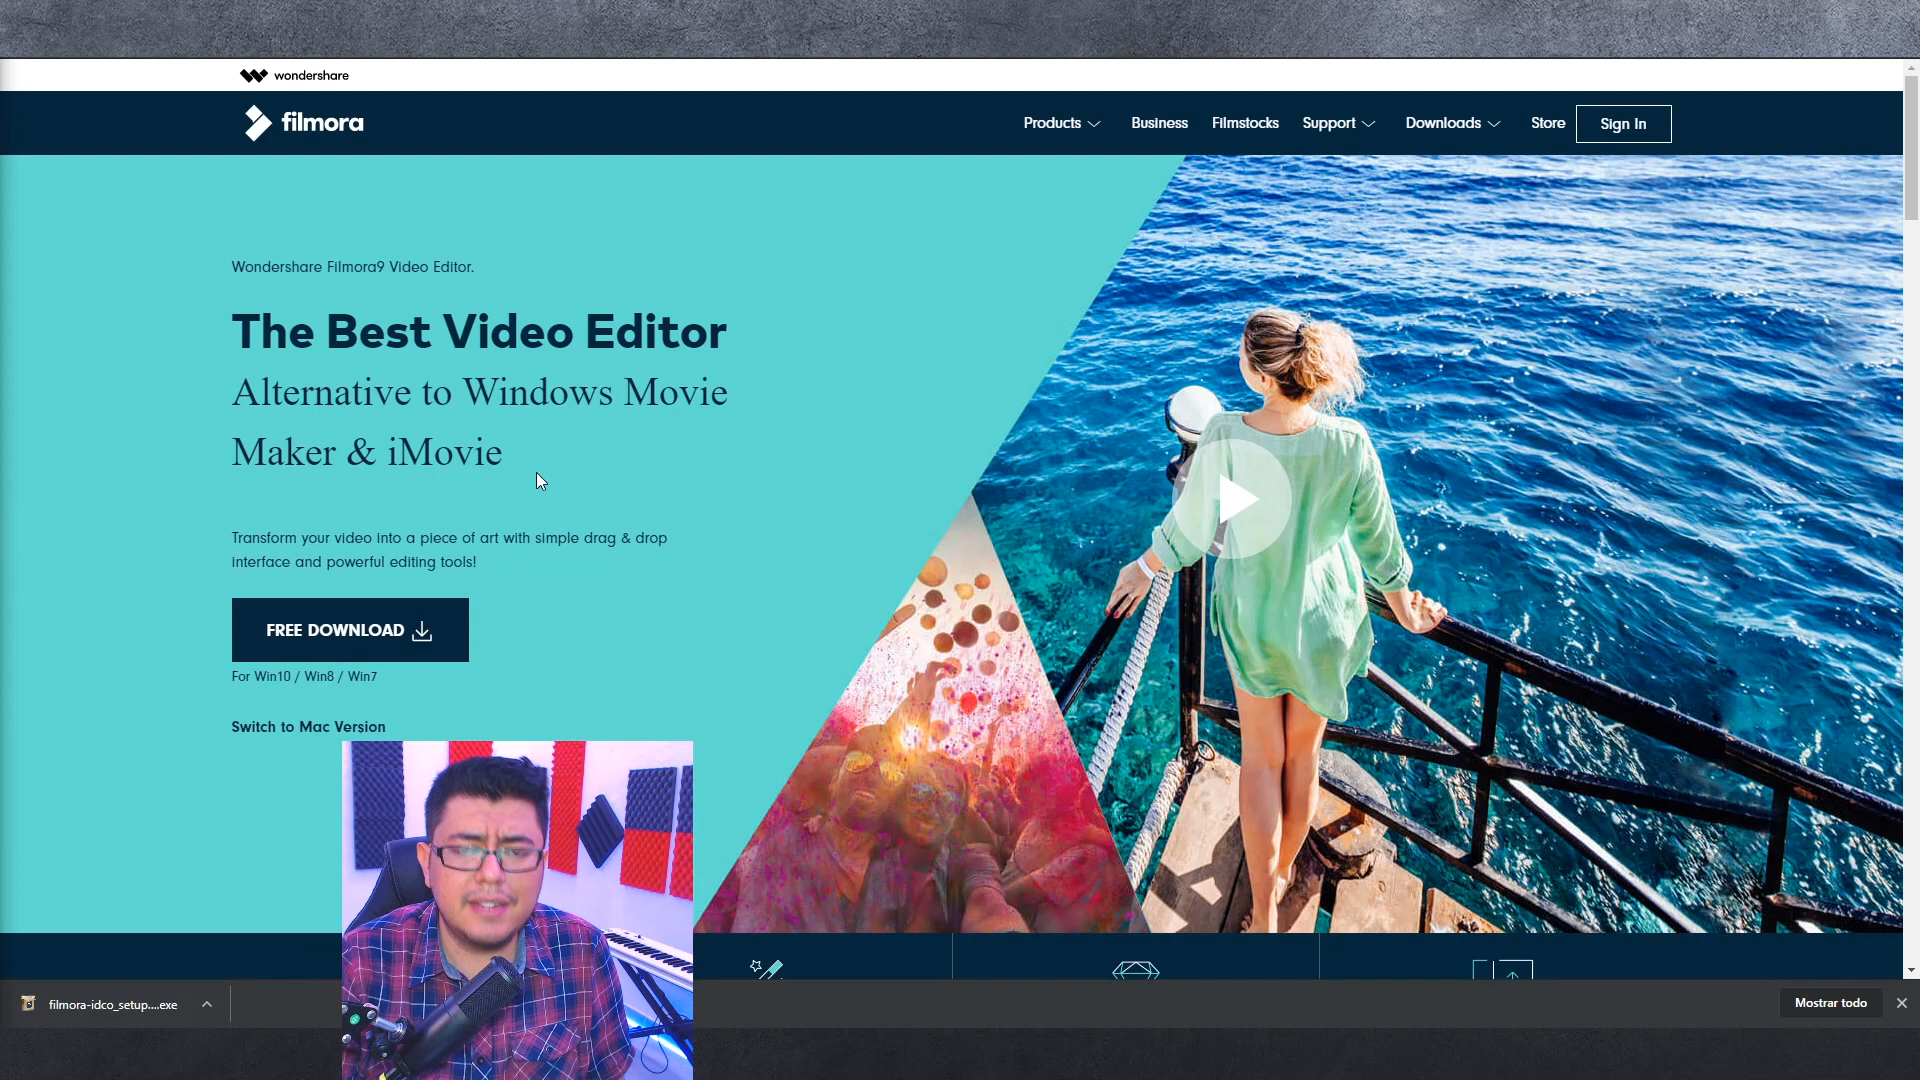 wondershare
filmora
Products
Business
Filmstocks
Support
Downloads
Store
Sign In
Wondershare Filmora9 Video Editor.
The Best Video Editor
Alternative to Windows Movie
Maker & iMovie
Transform your video into a piece of art with simple drag & drop
interface and powerful editing tools!
FREE DOWNLOAD
For Win10 / Win8 / Win7
Switch to Mac Version
filmora-idco_setup....exe
Mostrar todo